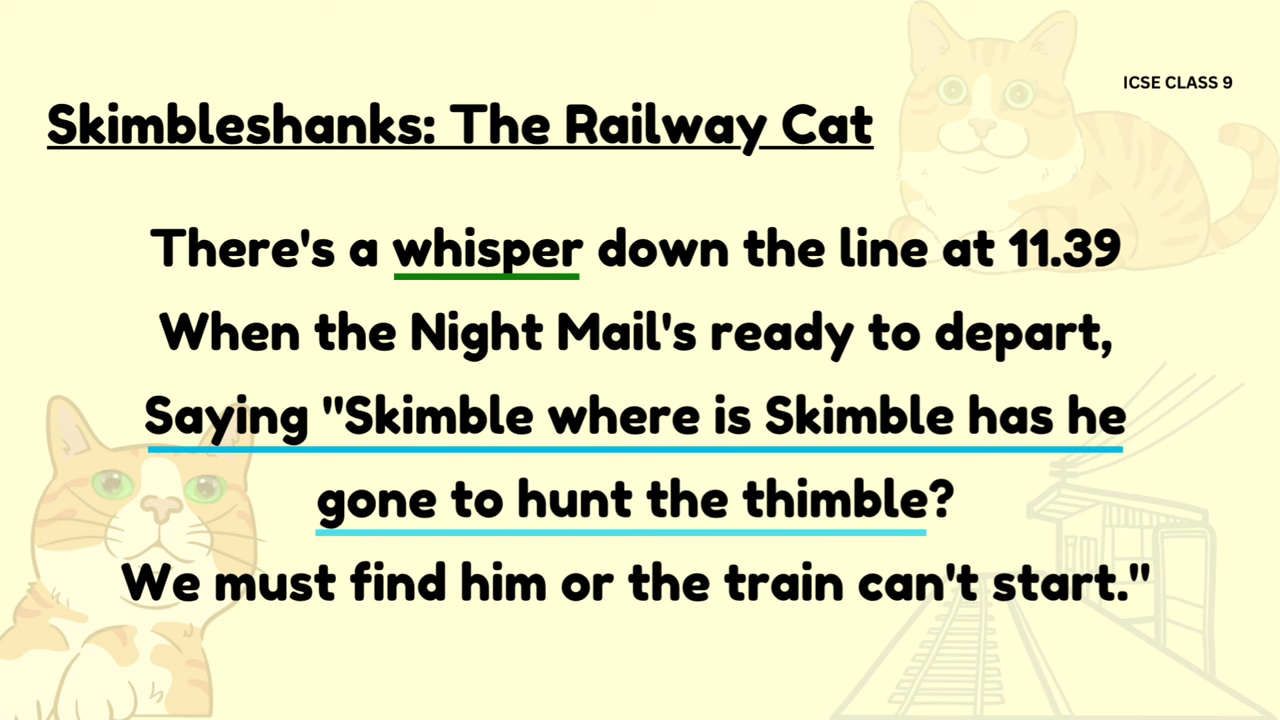 ICSE CLASS 9
Skimbleshanks: The Railway Cat
There's a whisper down the line at 11.39
When the Night Mail's ready to depart,
Saying "Skimble where is Skimble has he
gone to hunt the thimble?
We must find him or the train can't start."